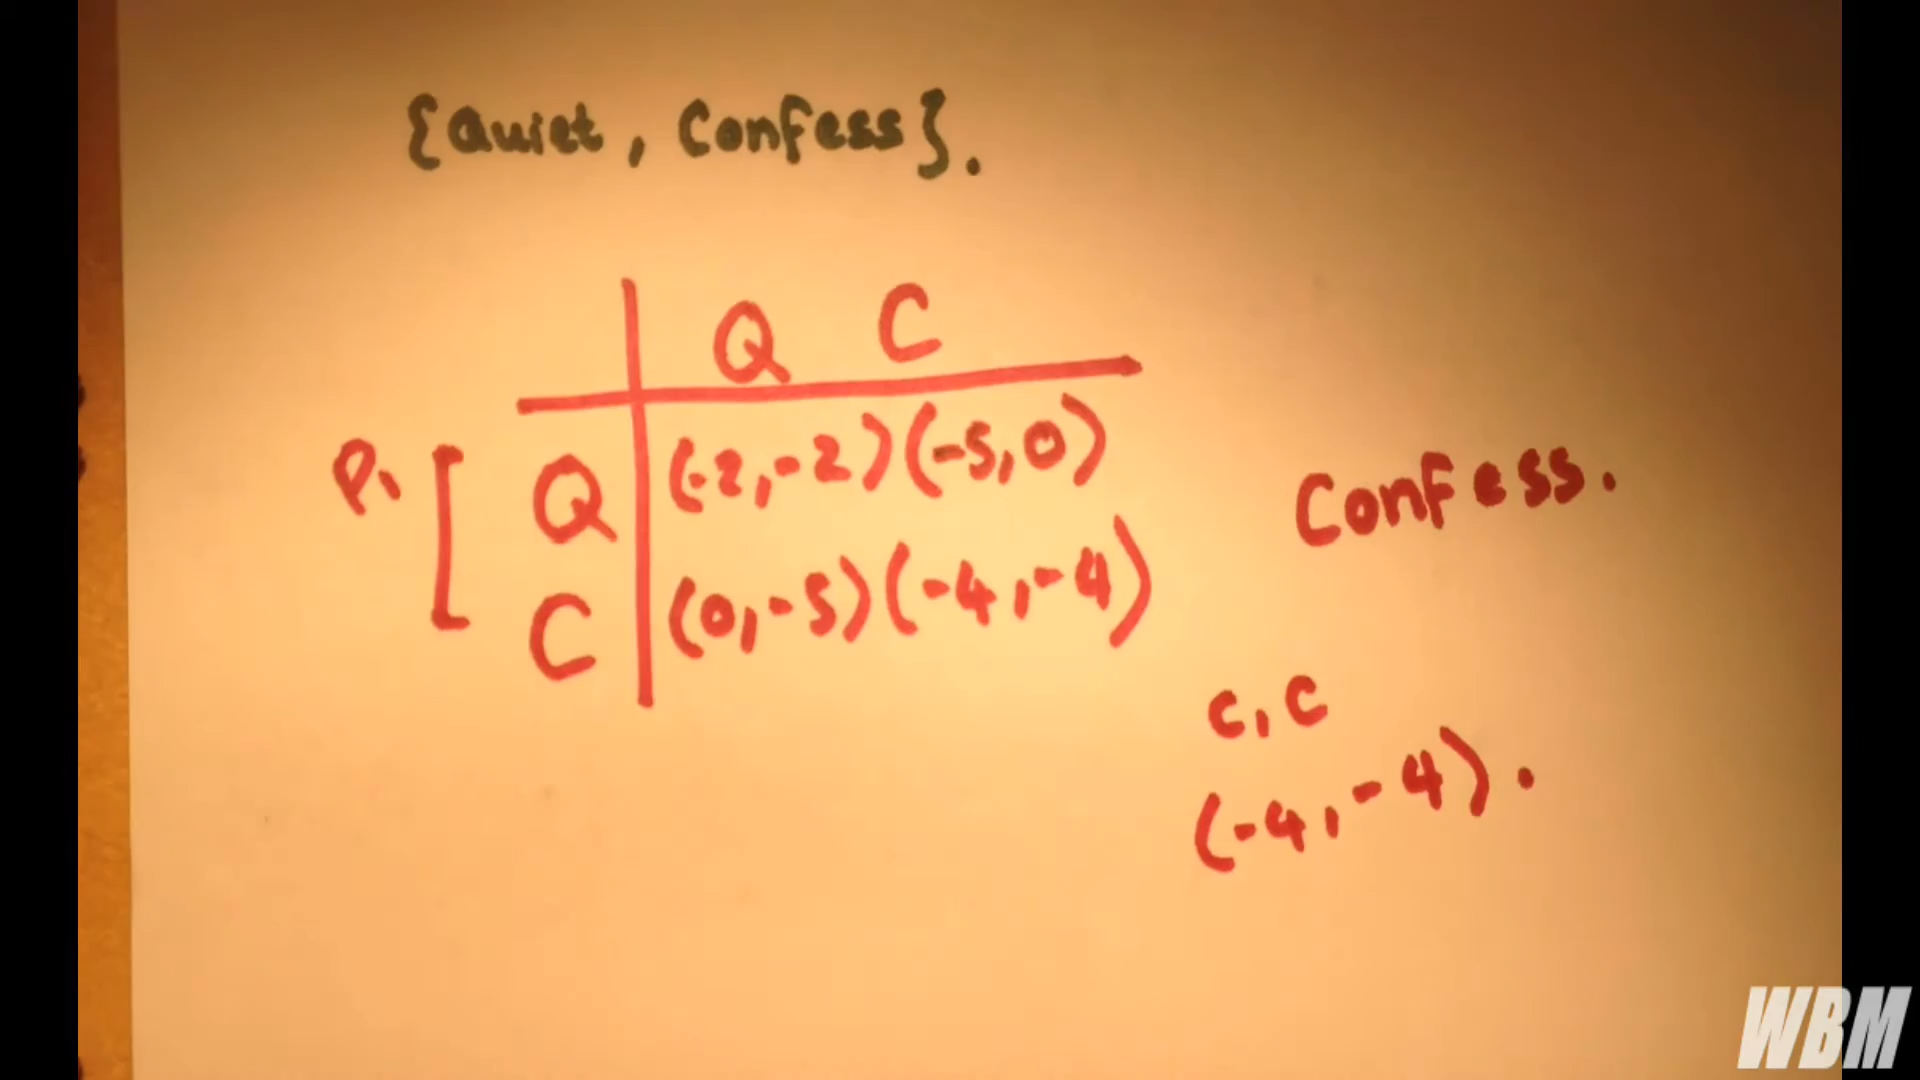 {Quiet, Confess}.
Q C
P1 Q (-2,-2) (-5,0)
Confess.
C (0,-5) (-4,-4)
C, C
(-4,-4).
WBM